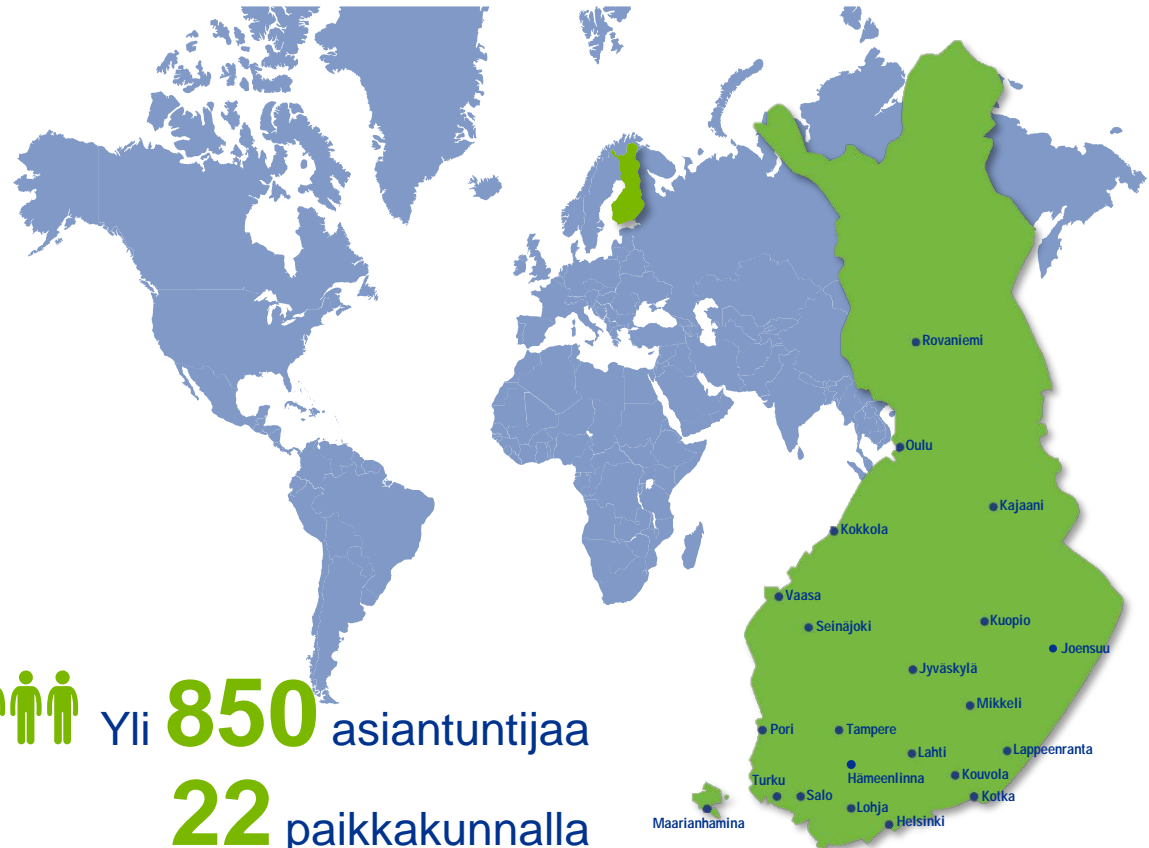 Rovaniemi
Oulu
Kajaani
Kokkola
Vaasa
Seinäjoki
Kuopio
Joensuu
Jyväskylä
Mikkeli
Pori
Tampere
Lahti
Lappeenranta
Hämeenlinna
Kouvola
Turku
Salo
Lohja
Kotka
Helsinki
Maarianhamina
Yli 850 asiantuntijaa
22 paikkakunnalla